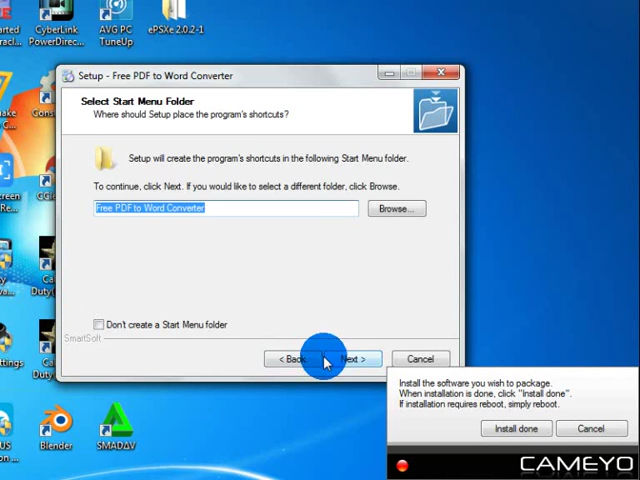 CyberLink
PowerDirec...
AVG PC
TuneUp
ePSXe 2.0.2-1
Setup - Free PDF to Word Converter
Select Start Menu Folder
Where should Setup place the program's shortcuts?
Setup will create the program's shortcuts in the following Start Menu folder.
To continue, click Next. If you would like to select a different folder, click Browse.
Free PDF to Word Converter
Browse...
Don't create a Start Menu folder
SmartSoft
< Back
Next >
Cancel
Install the software you wish to package.
When installation is done, click "Install done".
If installation requires reboot, simply reboot.
Install done
Cancel
CAMEYO
Blender
SMADΔV